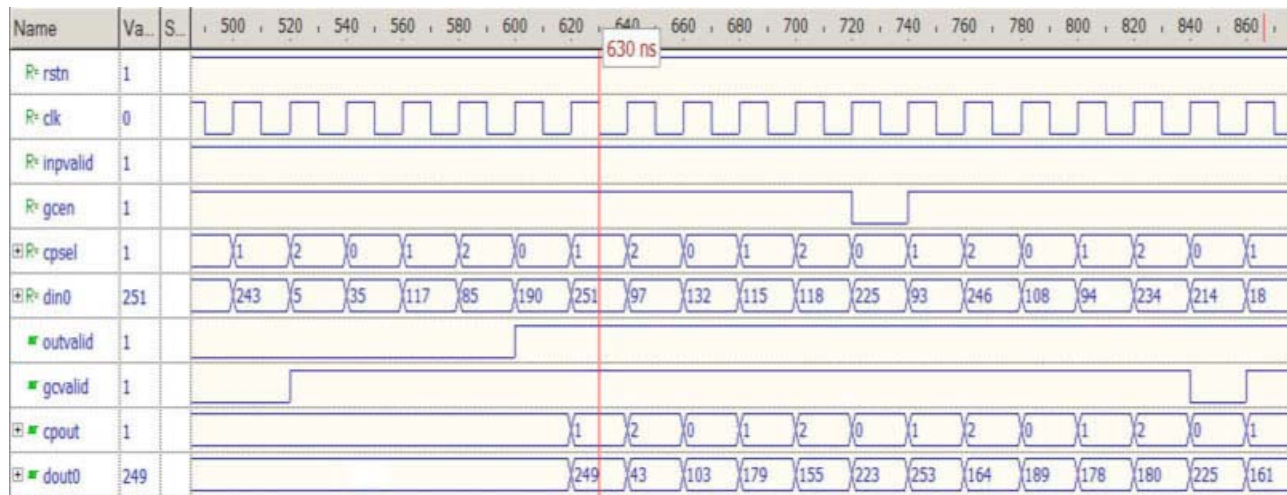 Name Va... S... 500 520 540 560 580 600 620 640 660 680 700 720 740 760 780 800 820 840 860
630 ns
rstn 1
clk 0
inpvalid 1
gcen 1
cpsel 1 1 2 0 1 2 0 1 2 0 1 2 0 1 2 0 1 2 0 1
din0 251 243 5 35 117 85 190 251 97 132 115 118 225 93 246 108 94 234 214 18
outvalid 1
gcvalid 1
cpout 1 1 2 0 1 2 0 1 2 0 1 2 0 1
dout0 249 249 43 103 179 155 223 253 164 189 178 180 225 161